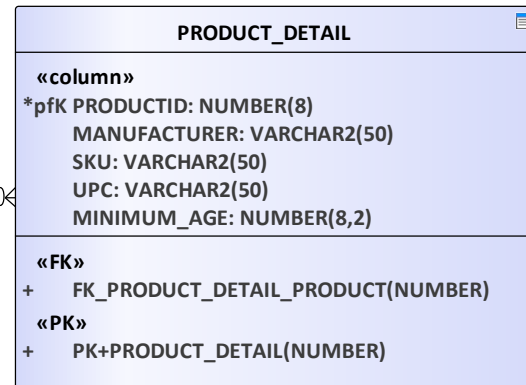 PRODUCT_DETAIL
«column»
*pfK PRODUCTID: NUMBER(8)
MANUFACTURER: VARCHAR2(50)
SKU: VARCHAR2(50)
UPC: VARCHAR2(50)
MINIMUM_AGE: NUMBER(8,2)
«FK»
+ FK_PRODUCT_DETAIL_PRODUCT(NUMBER)
«PK»
+ PK+PRODUCT_DETAIL(NUMBER)